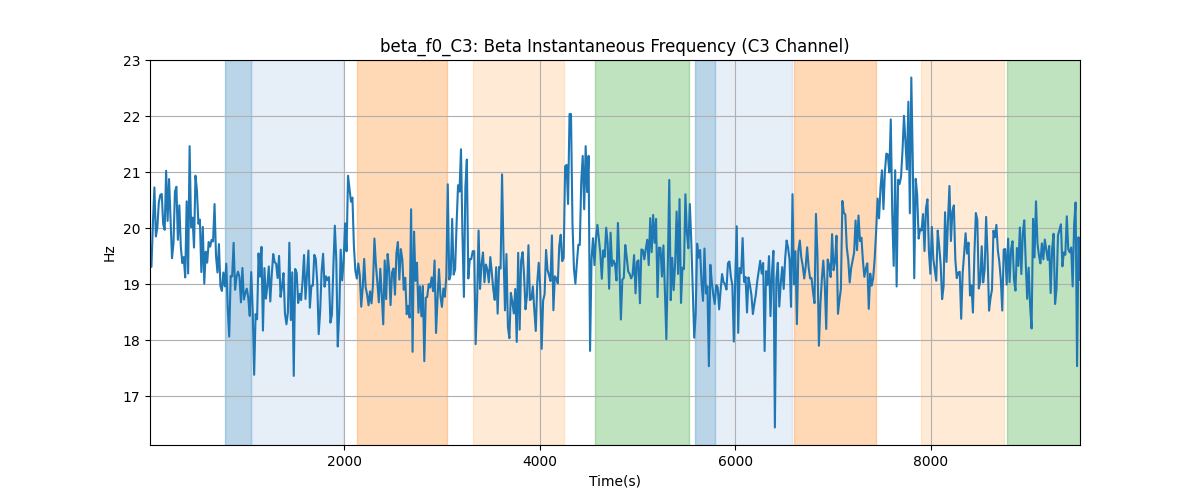 beta_f0_C3: Beta Instantaneous Frequency (C3 Channel)
23
22
21
20
19
18
17
Hz
2000 4000 6000 8000
Time(s)